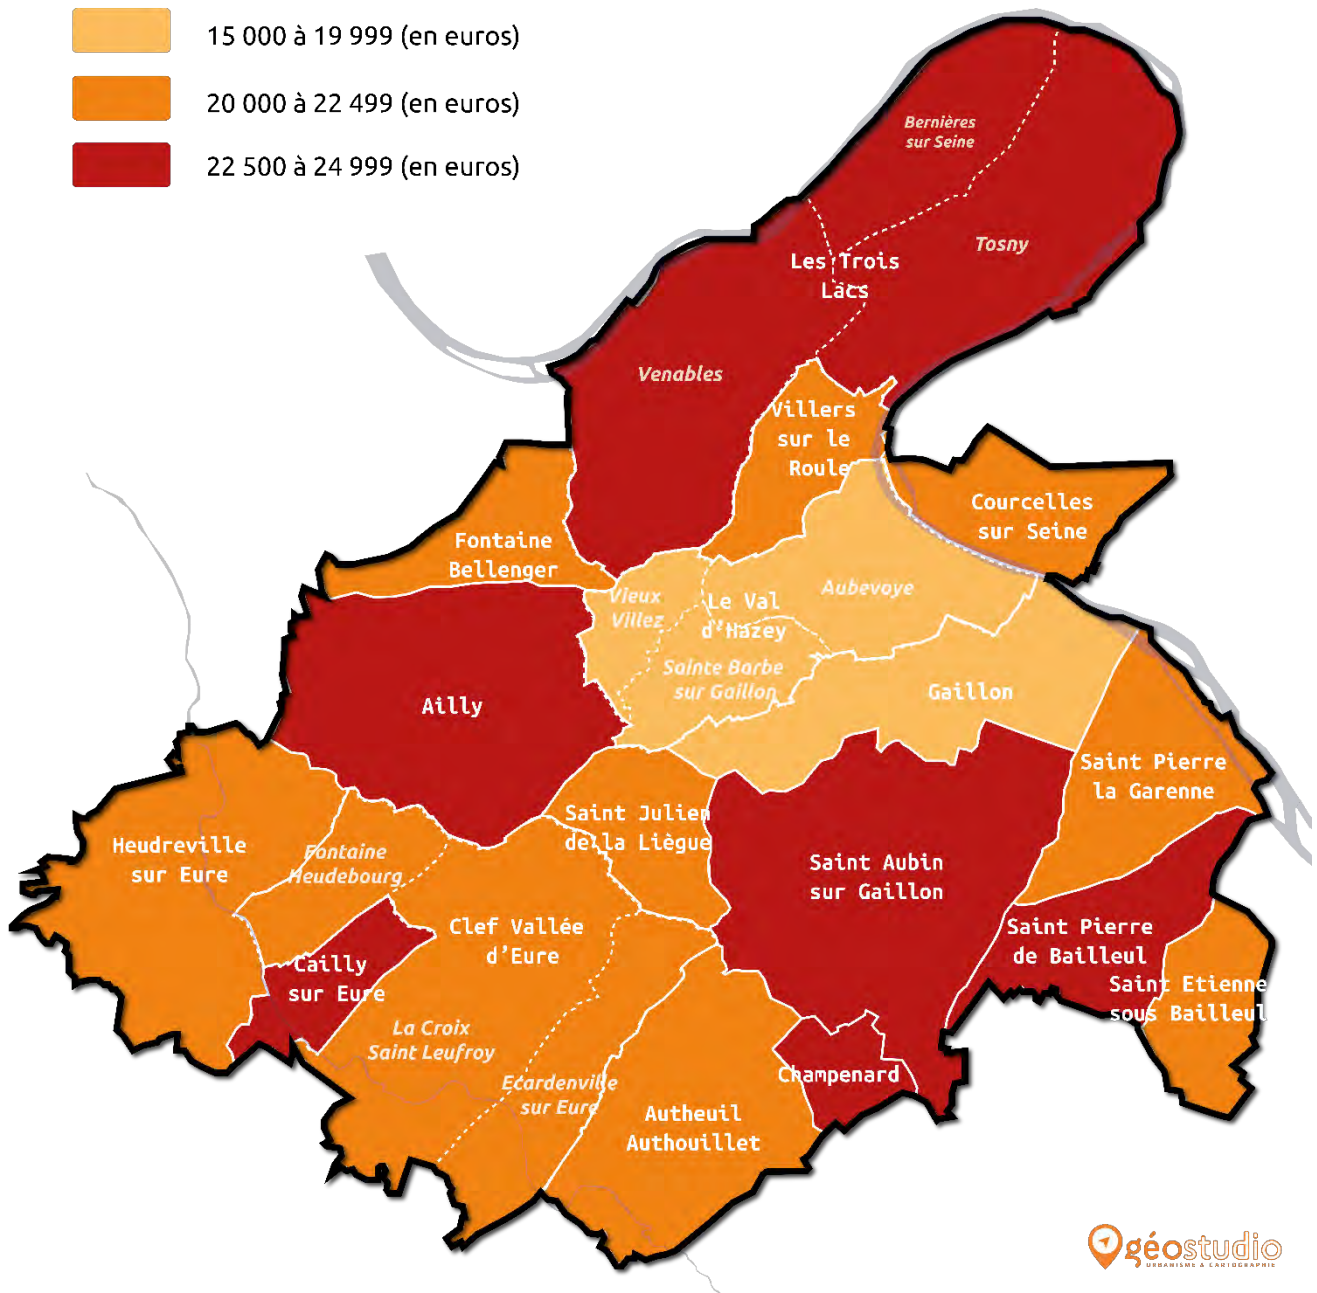 15 000 à 19 999 (en euros)
20 000 à 22 499 (en euros)
22 500 à 24 999 (en euros)
Bernières
sur Seine
Tosny
Les Trois
Lacs
Venables
Villers
sur le
Roule
Courcelles
sur Seine
Fontaine
Bellenger
Vieux
Villez
Le Val
d'Hazey
Aubevoye
Sainte Barbe
sur Gaillon
Gaillon
Ailly
Saint Pierre
la Garenne
Saint Julien
de la Liègue
Heudreville
sur Eure
Fontaine
Heudebourg
Saint Aubin
sur Gaillon
Clef Vallée
d'Eure
Saint Pierre
de Bailleul
Cailly
sur Eure
Saint Etienne
sous Bailleul
La Croix
Saint Leufroy
Ecardenville
sur Eure
Champenard
Autheuil
Authouillet
géostudio
URBANISME & CARTOGRAPHIE